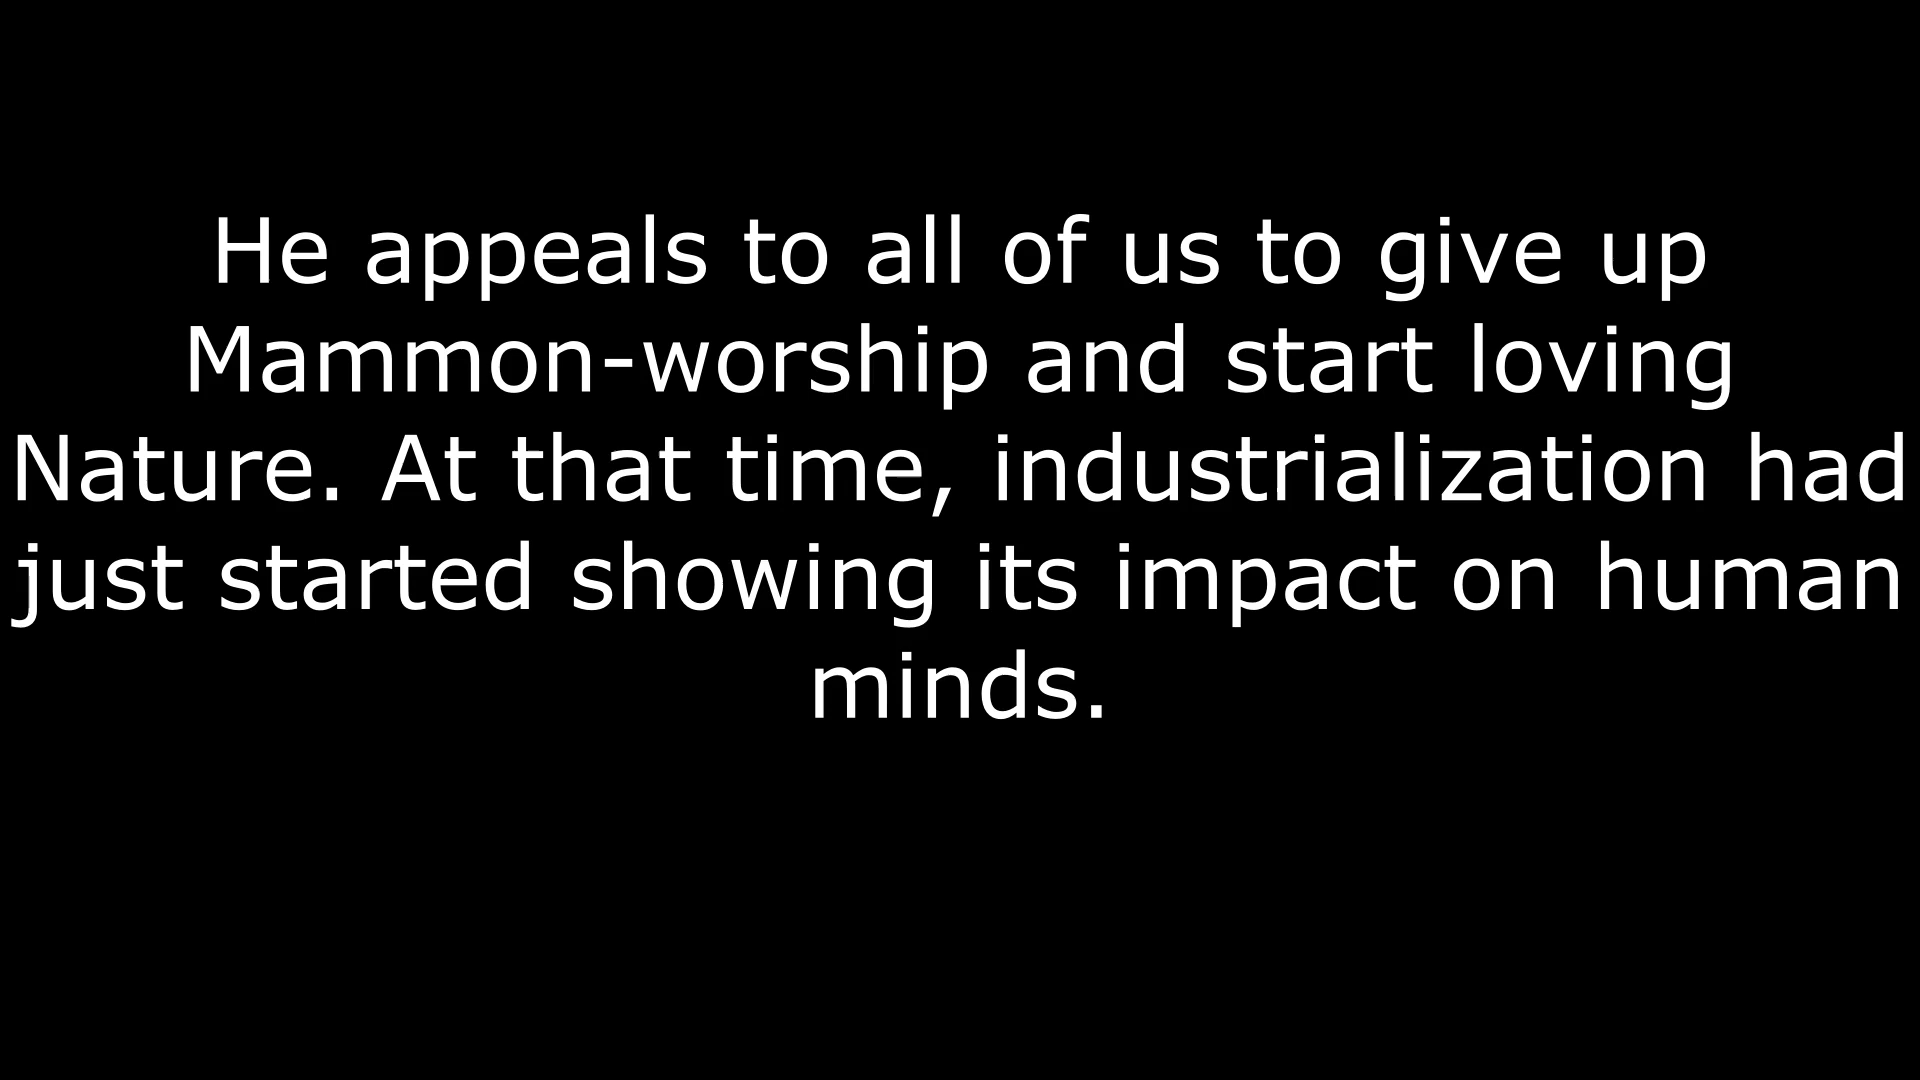 He appeals to all of us to give up
Mammon-worship and start loving
Nature. At that time, industrialization had
just started showing its impact on human
minds.